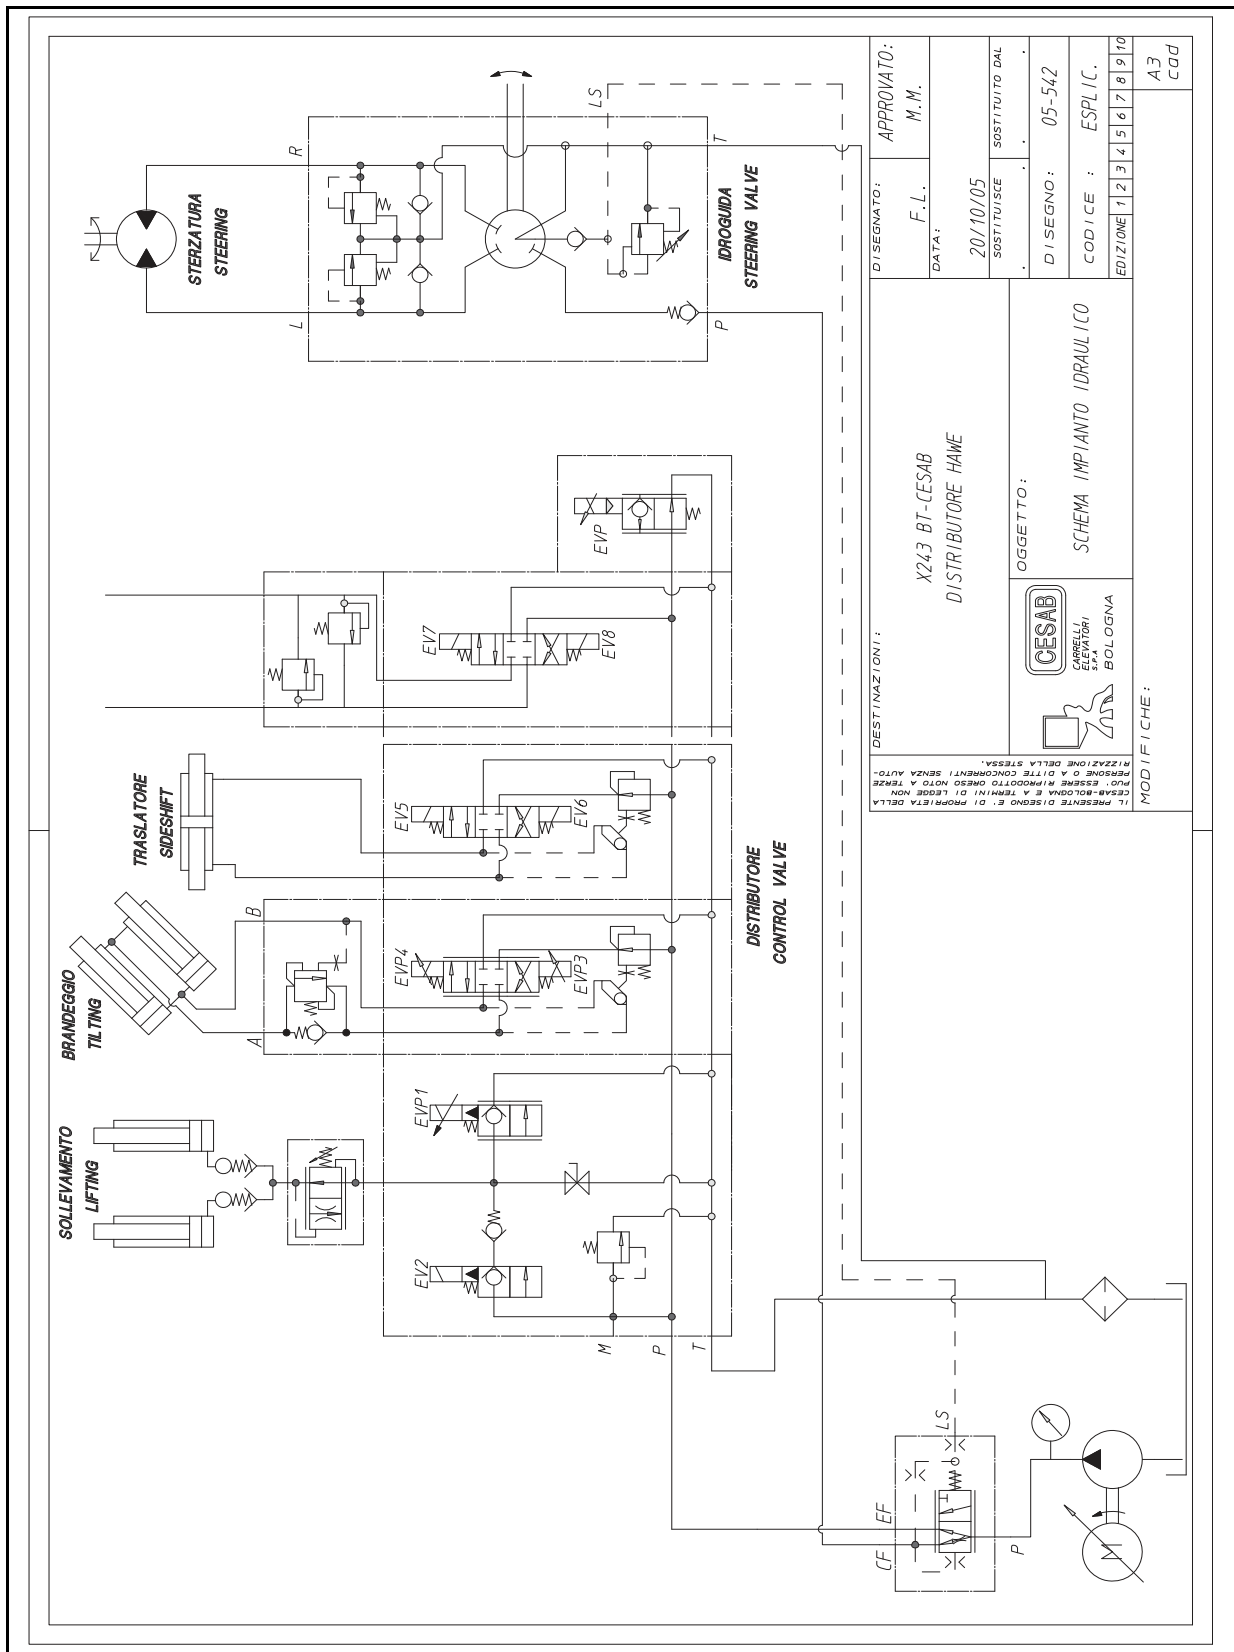 STERZATURA
STEERING
R
L
LS
T
P
IDROGUIDA
STEERING VALVE
EVP
EV7
EV8
TRASLATORE
SIDESHIFT
EV5
EV6
DISTRIBUTORE
CONTROL VALVE
BRANDEGGIO
TILTING
B
A
EVP4
EVP3
SOLLEVAMENTO
LIFTING
EVP1
EV2
M
P
T
CF
EF
LS
P
M
DISEGNATO:
F.L.
APPROVATO:
M.M.
DATA:
20/10/05
SOSTITUISCE
.
.
SOSTITUITO DAL
.
.
DISEGNO: 05-542
CODICE : ESPLIC.
EDIZIONE 1 2 3 4 5 6 7 8 9 10
A3
cad
DESTINAZIONI:
X243 BT-CESAB
DISTRIBUTORE HAWE
OGGETTO:
SCHEMA IMPIANTO IDRAULICO
CESAB
CARRELLI
ELEVATORI
S.P.A
BOLOGNA
IL PRESENTE DISEGNO E' DI PROPRIETA DELLA
CESAB-BOLOGNA E A TERMINI DI LEGGE NON
PUO' ESSERE RIPRODOTTO ORESO NOTO A TERZE
PERSONE O A DITTE CONCORRENTI SENZA AUTO-
RIZZAZIONE DELLA STESSA.
MODIFICHE: